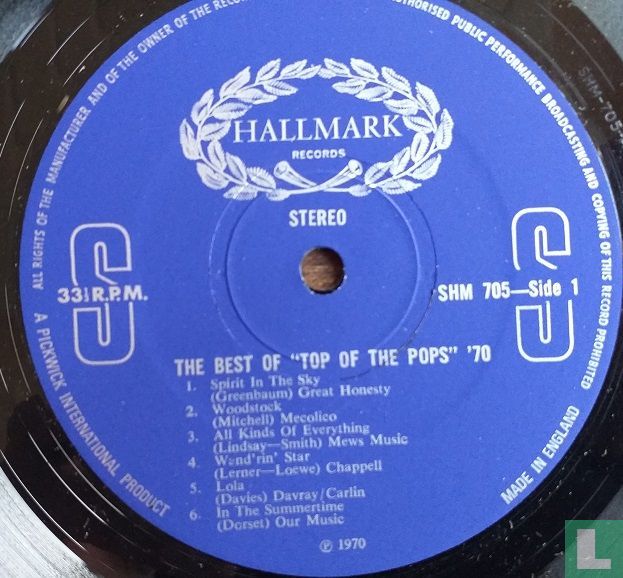 ALL RIGHTS OF THE MANUFACTURER AND OF THE OWNER OF THE RECOR
THORISED PUBLIC PERFORMANCE BROADCASTING AND COPYING OF THIS RECORD PROHIBITED
SHM-705-
HALLMARK
RECORDS
STEREO
33⅓ R.P.M.
SHM 705—Side 1
THE BEST OF "TOP OF THE POPS" '70
1. Spirit In The Sky
(Greenbaum) Great Honesty
2. Woodstock
(Mitchell) Mecolico
3. All Kinds Of Everything
(Lindsay—Smith) Mews Music
4. Wand'rin' Star
(Lerner—Loewe) Chappell
5. Lola
(Davies) Davray/Carlin
6. In The Summertime
(Dorset) Our Music
℗ 1970
A PICKWICK INTERNATIONAL PRODUCT
MADE IN ENGLAND
L